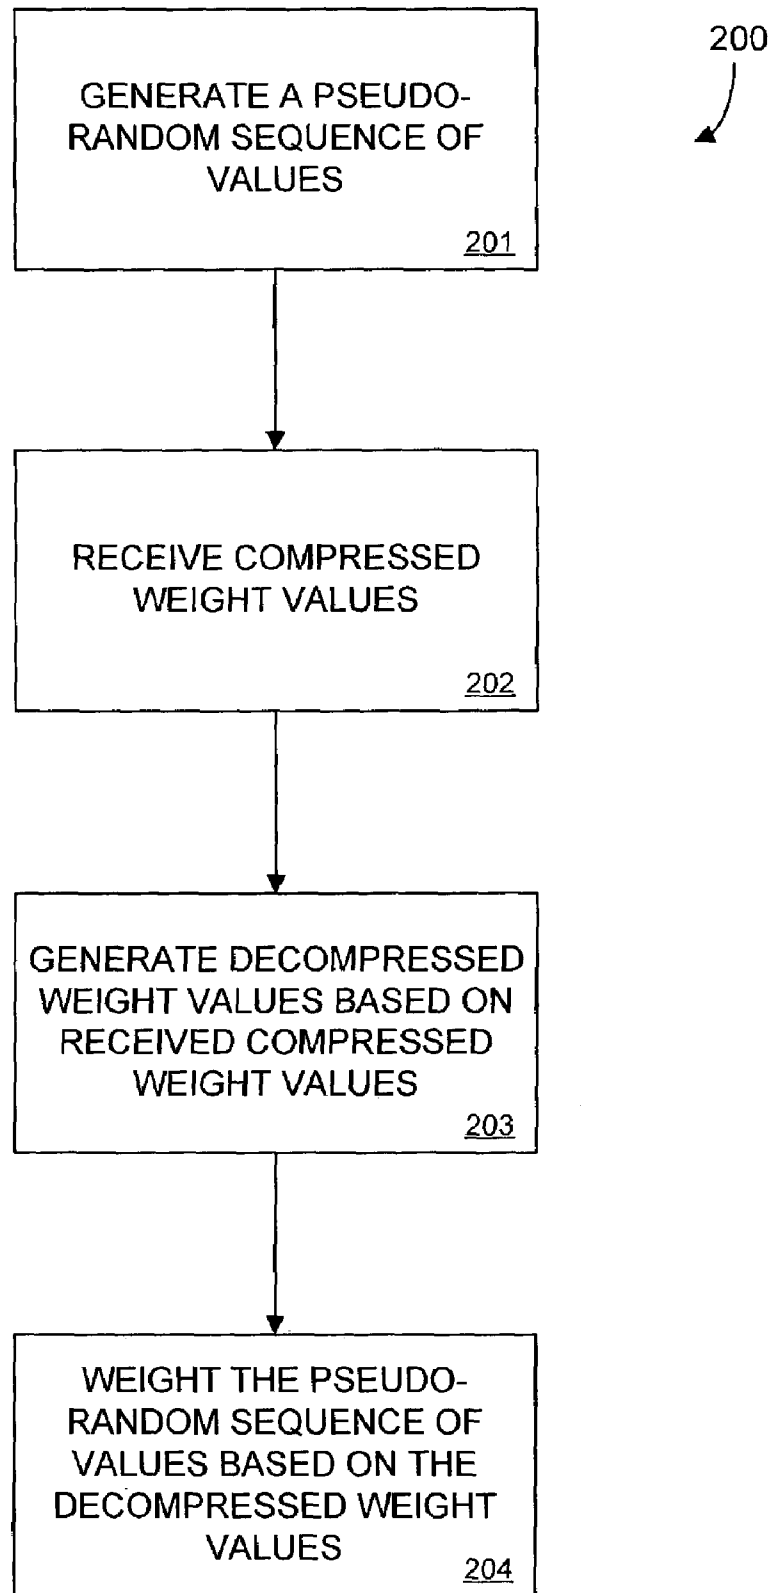 200
GENERATE A PSEUDO-
RANDOM SEQUENCE OF
VALUES
201
RECEIVE COMPRESSED
WEIGHT VALUES
202
GENERATE DECOMPRESSED
WEIGHT VALUES BASED ON
RECEIVED COMPRESSED
WEIGHT VALUES
203
WEIGHT THE PSEUDO-
RANDOM SEQUENCE OF
VALUES BASED ON THE
DECOMPRESSED WEIGHT
VALUES
204